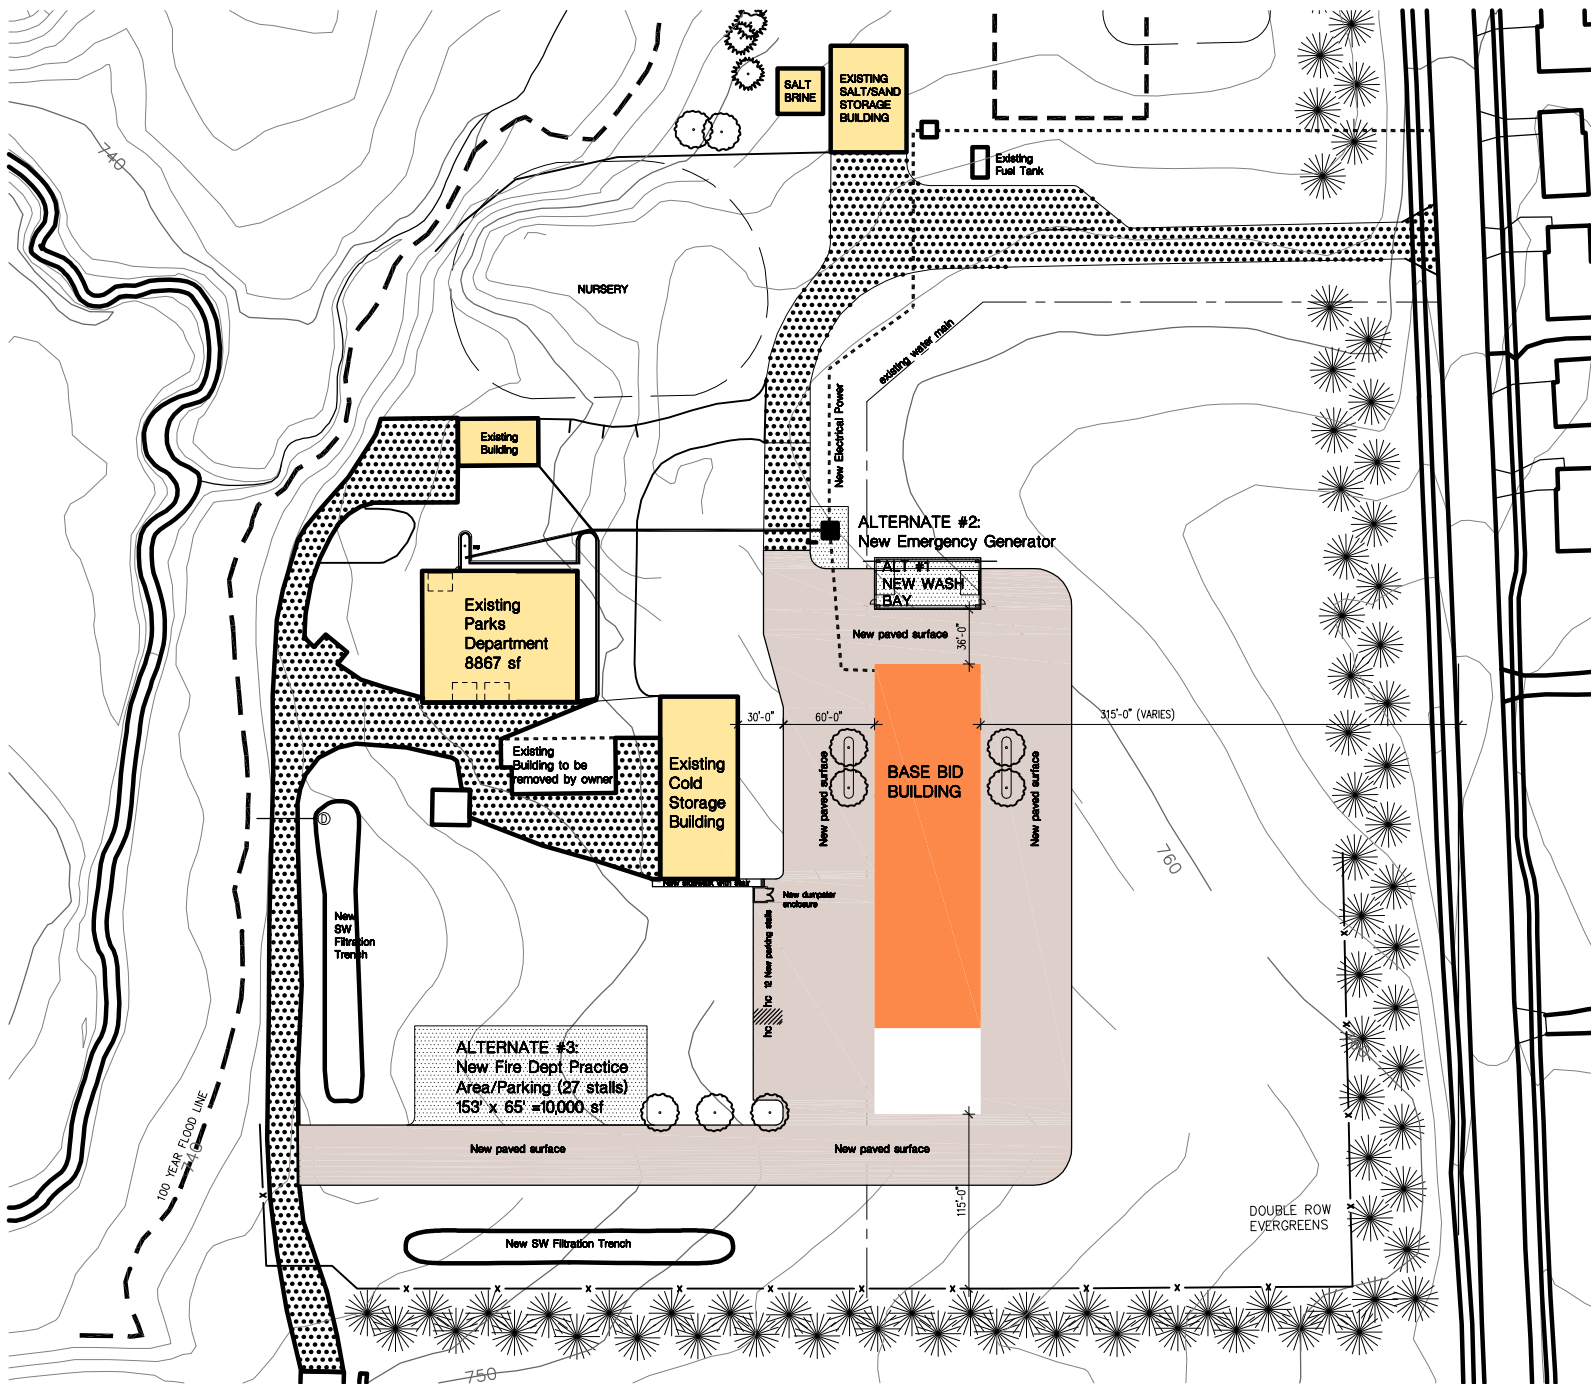 SALT
BRINE
EXISTING
SALT/SAND
STORAGE
BUILDING
Existing
Fuel Tank
740
NURSERY
existing water main
New Electrical Power
Existing
Building
ALTERNATE #2:
New Emergency Generator
ALT #1
NEW WASH
BAY
Existing
Parks
Department
8867 sf
New paved surface
36'-0"
30'-0"
60'-0"
315'-0" (VARIES)
Existing
Building to be
removed by owner
Existing
Cold
Storage
Building
New paved surface
BASE BID
BUILDING
New paved surface
760
D
New sidewalk with stair
New dumpster
enclosure
12 New parking stalls
hc
hc
New
SW
Filtration
Trench
ALTERNATE #3:
New Fire Dept Practice
Area/Parking (27 stalls)
153' x 65' =10,000 sf
New paved surface
New paved surface
100 YEAR FLOOD LINE
740
115'-0"
DOUBLE ROW
EVERGREENS
New SW Filtration Trench
750